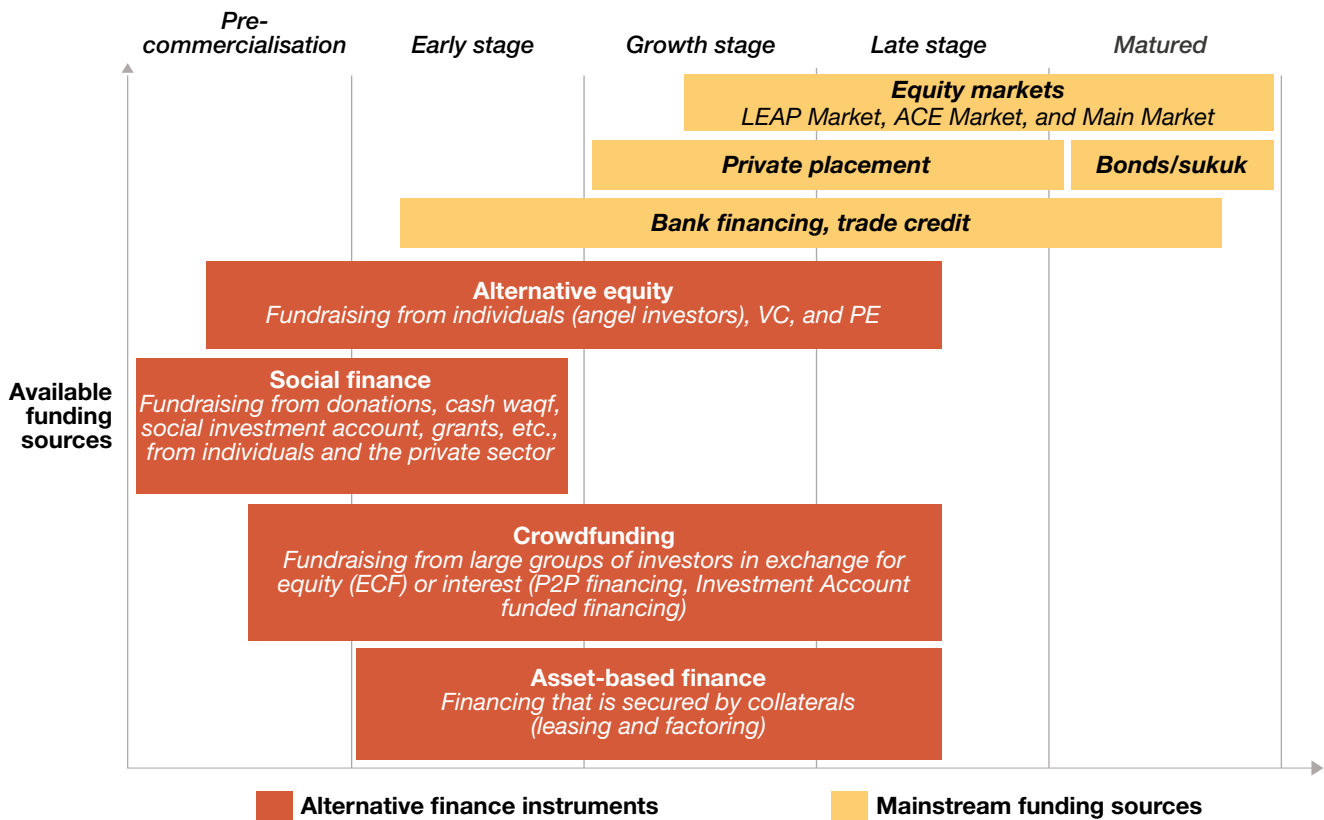 Pre-
commercialisation
Early stage
Growth stage
Late stage
Matured
Equity markets
LEAP Market, ACE Market, and Main Market
Private placement
Bonds/sukuk
Bank financing, trade credit
Alternative equity
Fundraising from individuals (angel investors), VC, and PE
Available
funding
sources
Social finance
Fundraising from donations, cash waqf,
social investment account, grants, etc.,
from individuals and the private sector
Crowdfunding
Fundraising from large groups of investors in exchange for
equity (ECF) or interest (P2P financing, Investment Account
funded financing)
Asset-based finance
Financing that is secured by collaterals
(leasing and factoring)
Alternative finance instruments
Mainstream funding sources